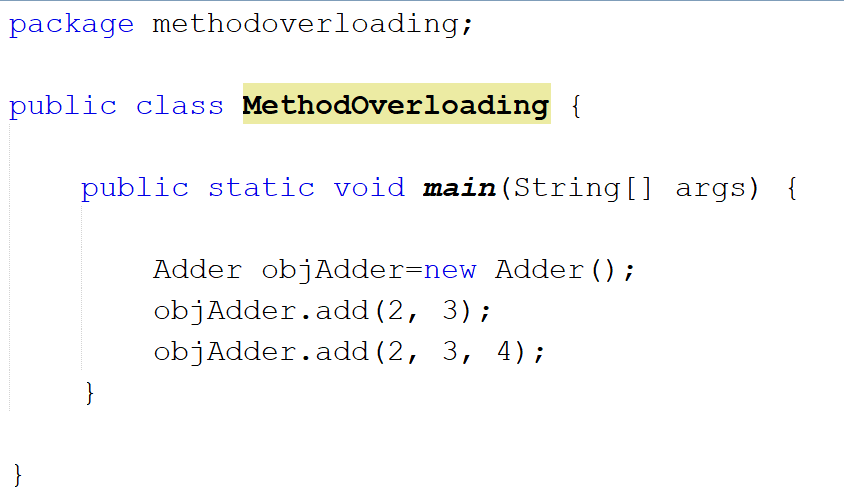 package methodoverloading;
public class MethodOverloading {
public static void main(String[] args) {
Adder objAdder=new Adder();
objAdder.add(2, 3);
objAdder.add(2, 3, 4);
}
}